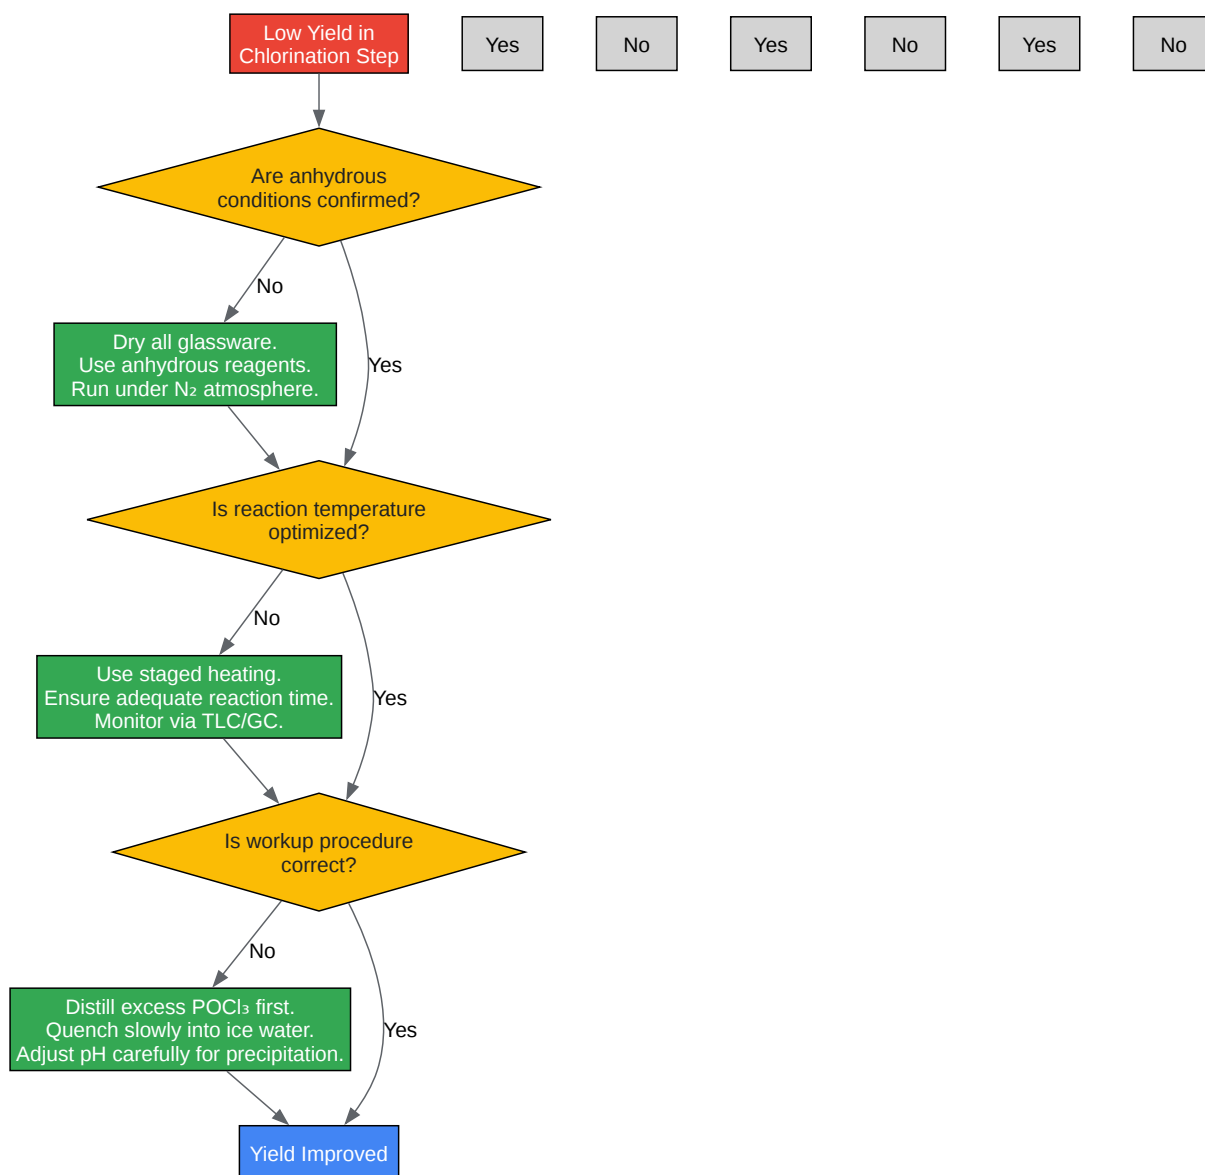 Low Yield in
Chlorination Step
Yes
No
Yes
No
Yes
No
Are anhydrous
conditions confirmed?
No
Dry all glassware.
Use anhydrous reagents.
Run under N₂ atmosphere.
Yes
Is reaction temperature
optimized?
No
Use staged heating.
Ensure adequate reaction time.
Monitor via TLC/GC.
Yes
Is workup procedure
correct?
No
Distill excess POCl₃ first.
Quench slowly into ice water.
Adjust pH carefully for precipitation.
Yes
Yield Improved